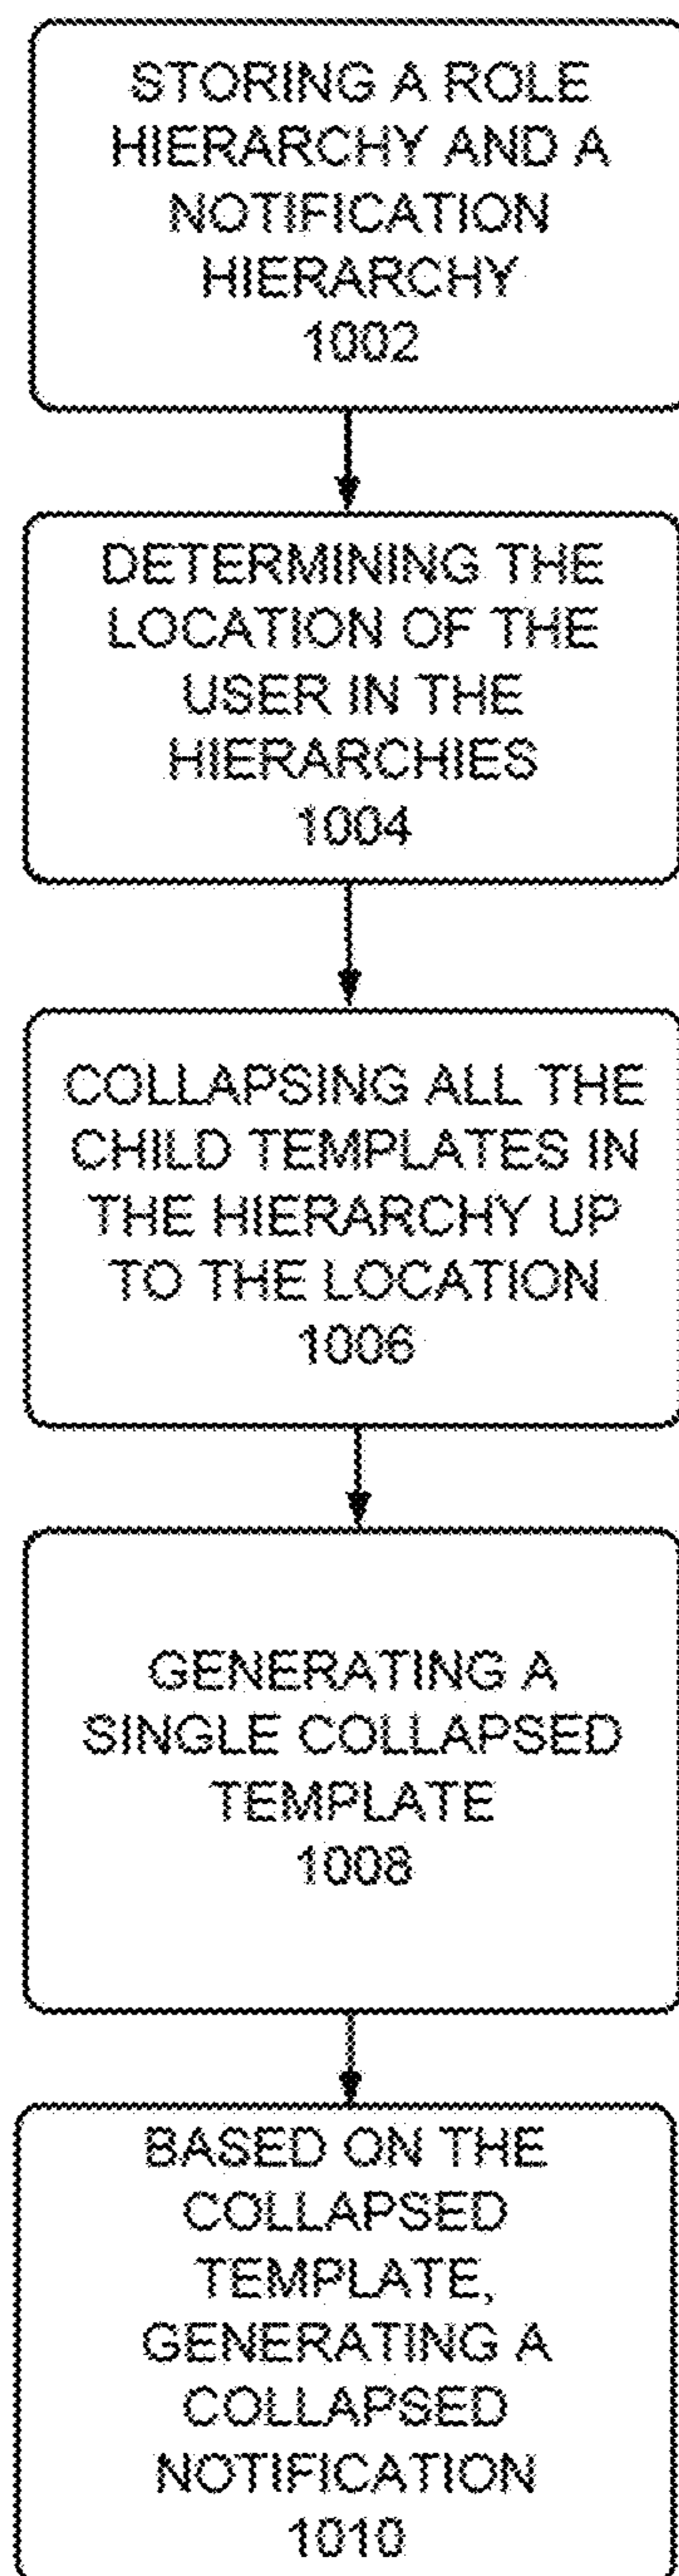 STORING A ROLE
HIERARCHY AND A
NOTIFICATION
HIERARCHY
1002
DETERMINING THE
LOCATION OF THE
USER IN THE
HIERARCHIES
1004
COLLAPSING ALL THE
CHILD TEMPLATES IN
THE HIERARCHY UP
TO THE LOCATION
1006
GENERATING A
SINGLE COLLAPSED
TEMPLATE
1008
BASED ON THE
COLLAPSED
TEMPLATE,
GENERATING A
COLLAPSED
NOTIFICATION
1010